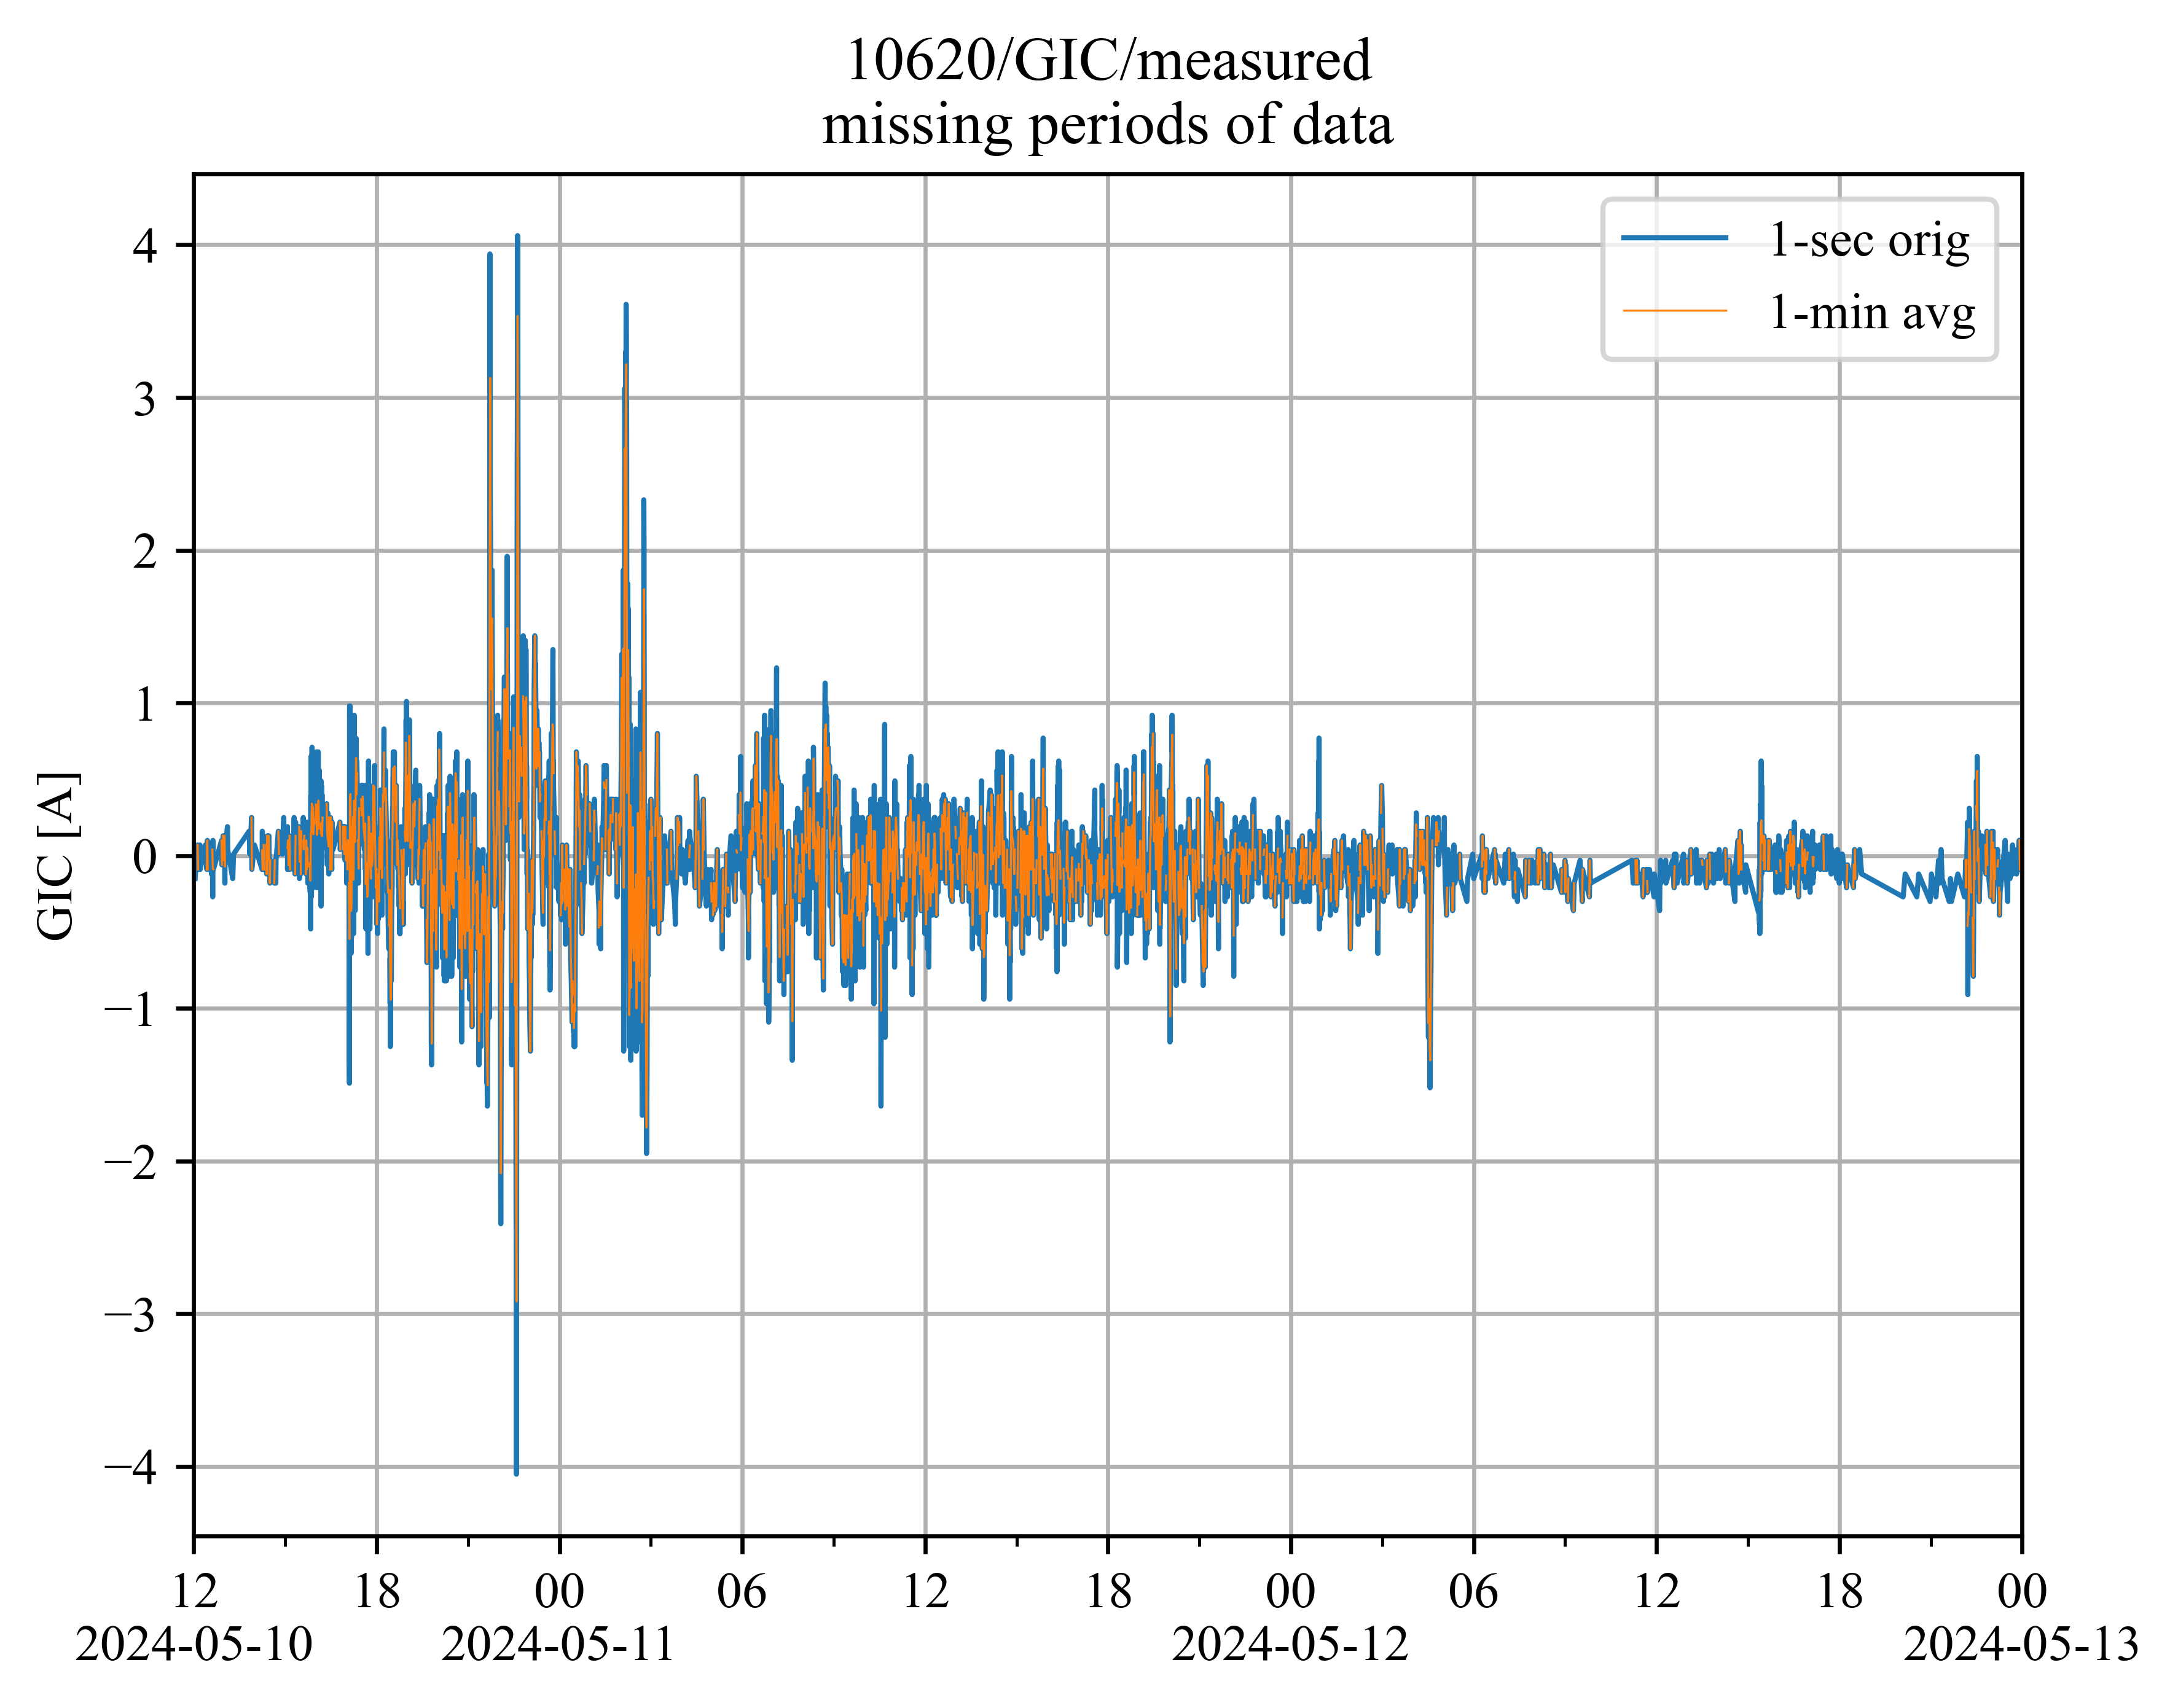 10620/GIC/measured
missing periods of data
1-sec orig
1-min avg
GIC [A]
4
3
2
1
0
−1
−2
−3
−4
12 18 00 06 12 18 00 06 12 18 00
2024-05-10 2024-05-11 2024-05-12 2024-05-13